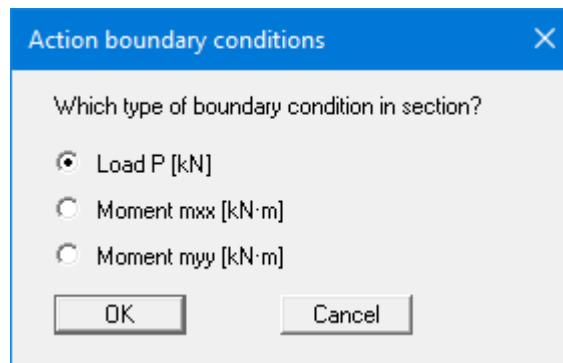 Action boundary conditions
Which type of boundary condition in section?
Load P [kN]
Moment mxx [kN·m]
Moment myy [kN·m]
OK Cancel